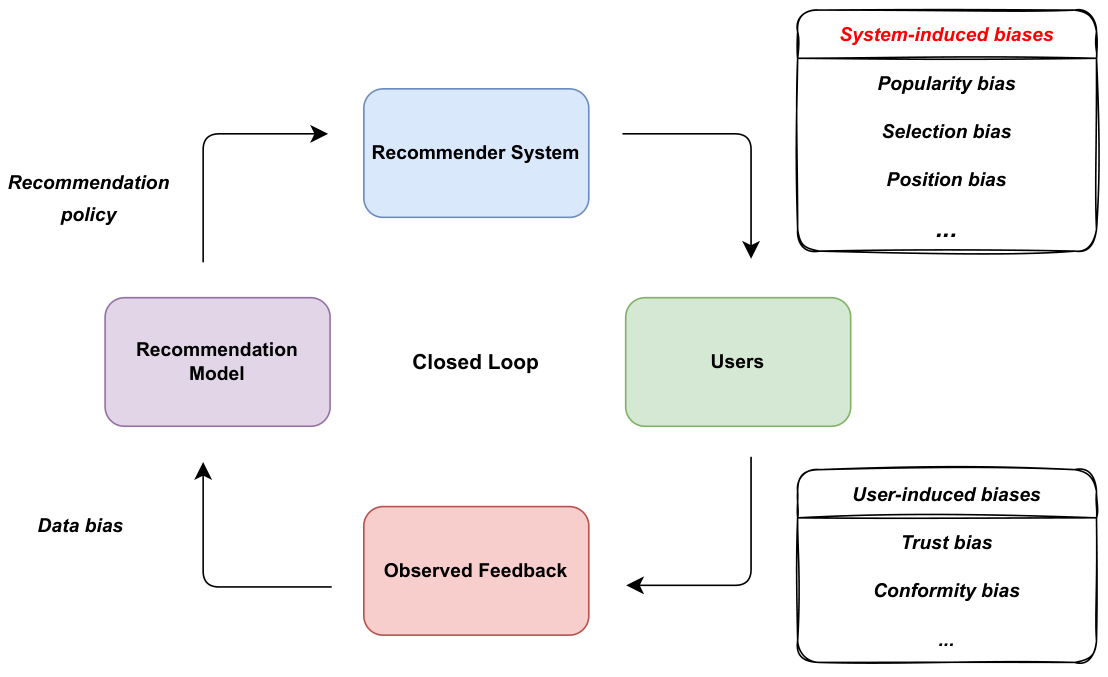 System-induced biases
Popularity bias
Selection bias
Position bias
...
Recommender System
Recommendation
policy
Recommendation
Model
Closed Loop
Users
Data bias
Observed Feedback
User-induced biases
Trust bias
Conformity bias
...